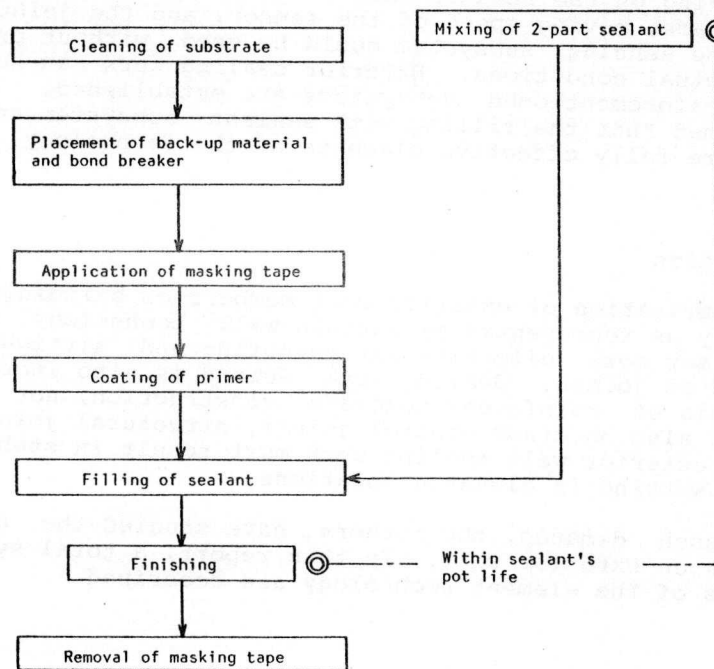 Cleaning of substrate
Mixing of 2-part sealant
Placement of back-up material
and bond breaker
Application of masking tape
Coating of primer
Filling of sealant
Finishing
Within sealant's
pot life
Removal of masking tape